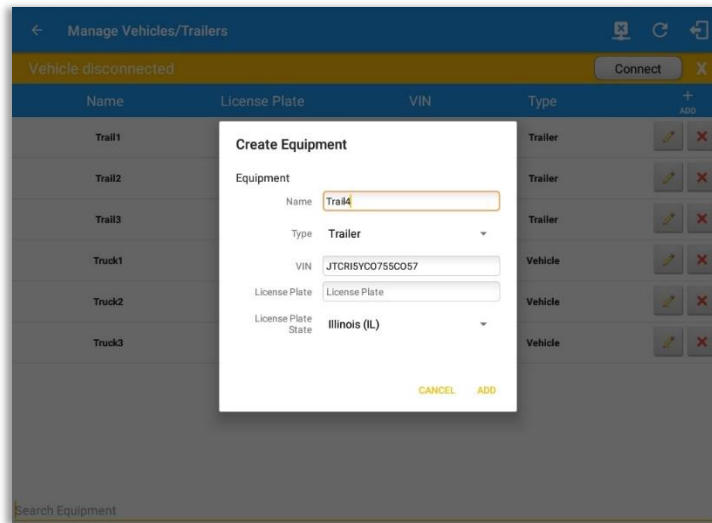 Manage Vehicles/Trailers
Vehicle disconnected
Connect
X
Name License Plate VIN Type + ADD
Trail1 Trailer
Trail2 Trailer
Trail3 Trailer
Truck1 Vehicle
Truck2 Vehicle
Truck3 Vehicle
Create Equipment
Equipment
Name Trail4
Type Trailer
VIN JTCRI5YCO755CO57
License Plate License Plate
License Plate
State
Illinois (IL)
CANCEL ADD
Search Equipment